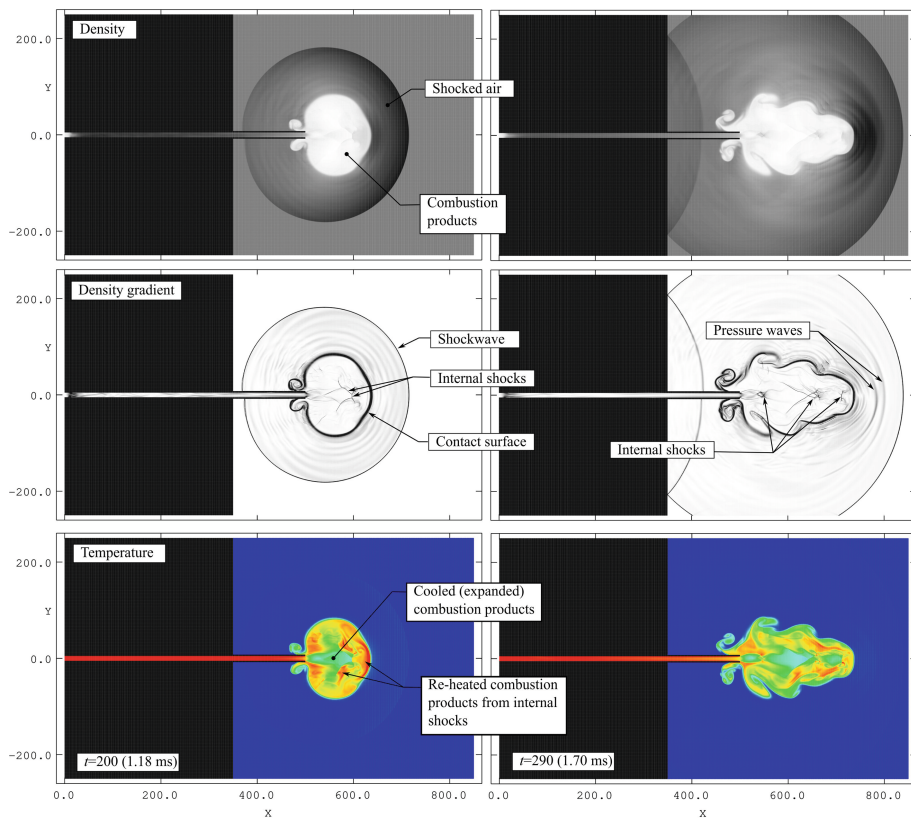 Density
200.0
Y
0.0
-200.0
Shocked air
Combustion
products
Density gradient
200.0
Y
0.0
-200.0
Shockwave
Internal shocks
Contact surface
Pressure waves
Internal shocks
Temperature
200.0
Y
0.0
-200.0
Cooled (expanded)
combustion products
Re-heated combustion
products from internal
shocks
t=200 (1.18 ms)
t=290 (1.70 ms)
0.0
200.0
400.0
600.0
800.0
X
0.0
200.0
400.0
600.0
800.0
X